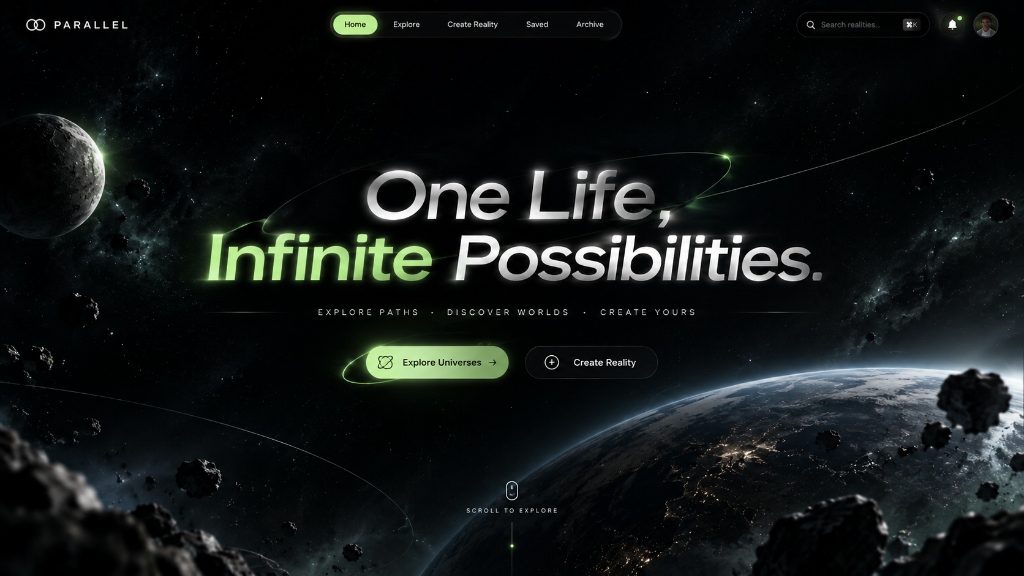 PARALLEL
Home Explore Create Reality Saved Archive
Search realities... ⌘K
One Life,
Infinite Possibilities.
EXPLORE PATHS · DISCOVER WORLDS · CREATE YOURS
Explore Universes →
Create Reality
SCROLL TO EXPLORE